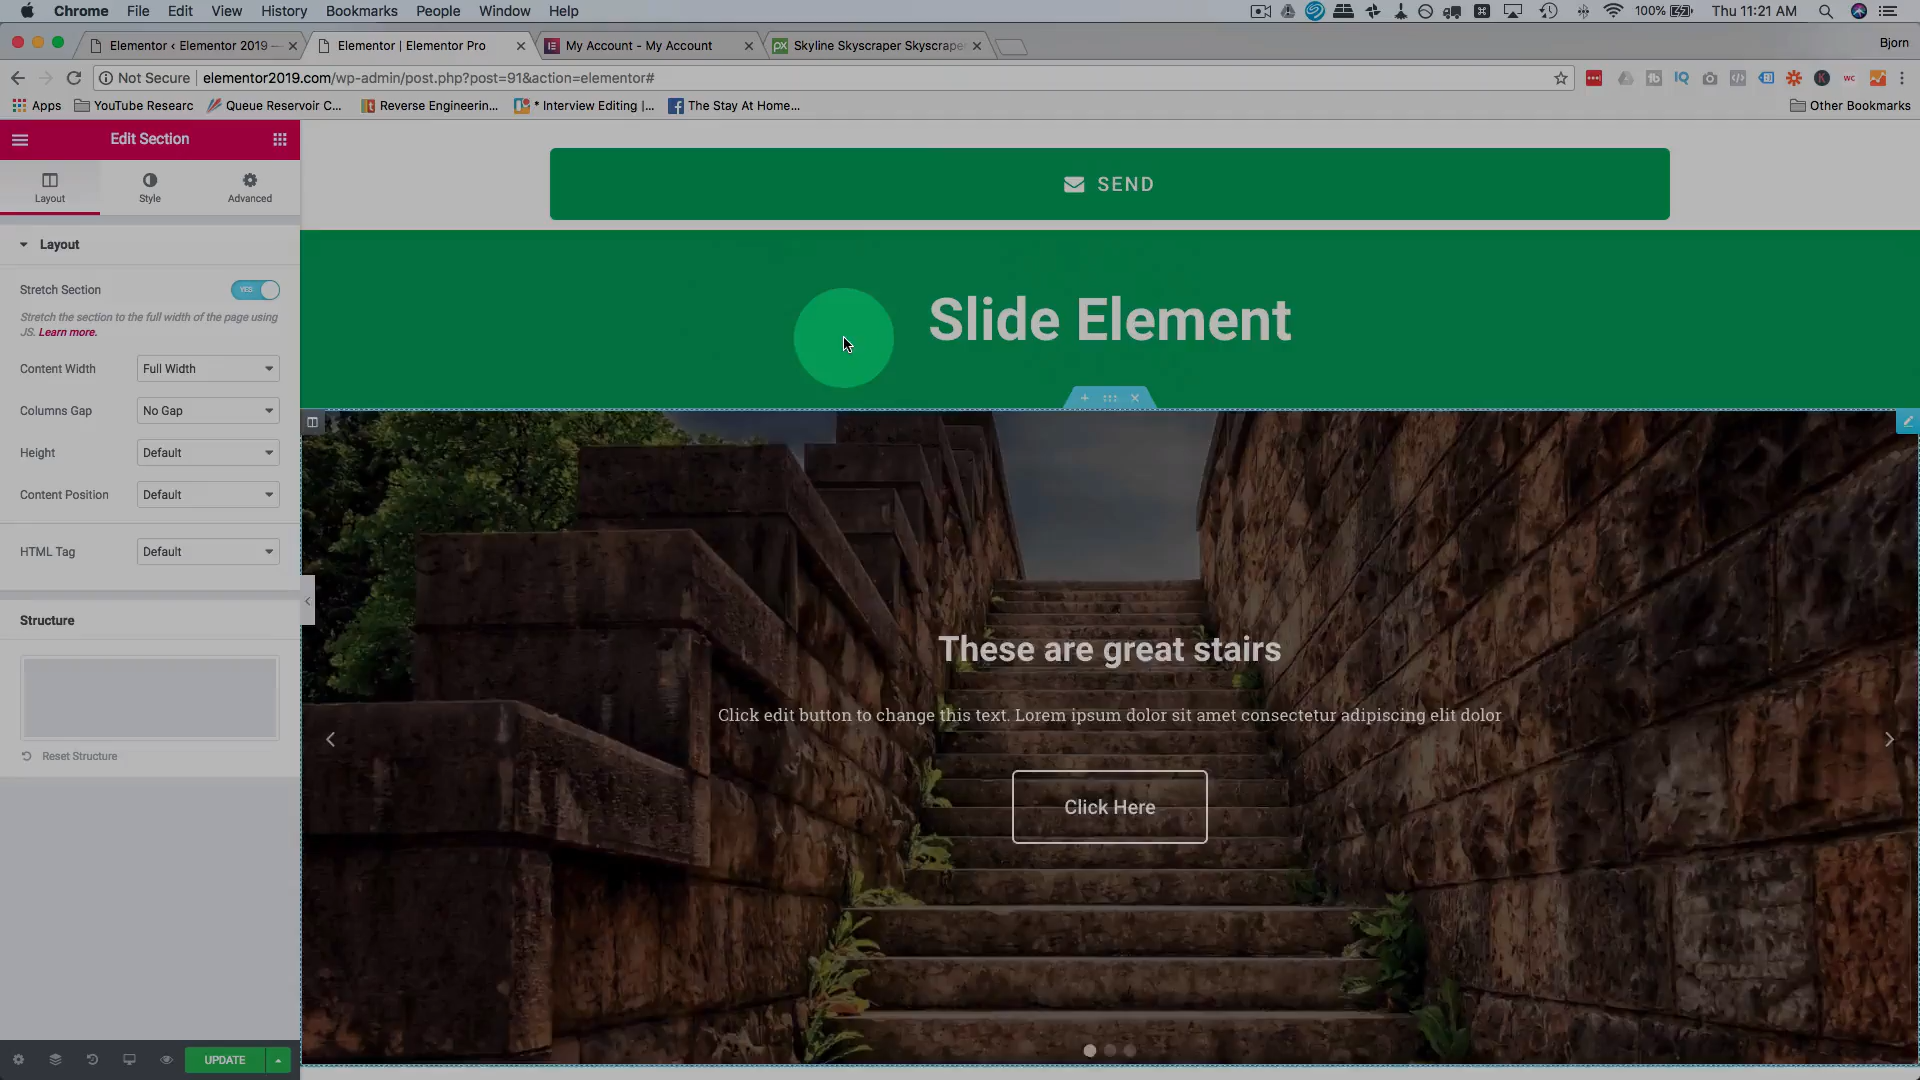 Chrome File Edit View History Bookmarks People Window Help 100% Thu 11:21 AM
Elementor ‹ Elementor 2019 — Elementor | Elementor Pro My Account - My Account Skyline Skyscraper Skyscrape Bjorn
Not Secure elementor2019.com/wp-admin/post.php?post=91&action=elementor#
Apps YouTube Researc Queue Reservoir C... Reverse Engineerin... * Interview Editing |... The Stay At Home... Other Bookmarks
Edit Section
Layout Style Advanced
Layout
Stretch Section YES
Stretch the section to the full width of the page using
JS. Learn more.
Content Width Full Width
Columns Gap No Gap
Height Default
Content Position Default
HTML Tag Default
Structure
Reset Structure
UPDATE
SEND
Slide Element
These are great stairs
Click edit button to change this text. Lorem ipsum dolor sit amet consectetur adipiscing elit dolor
Click Here